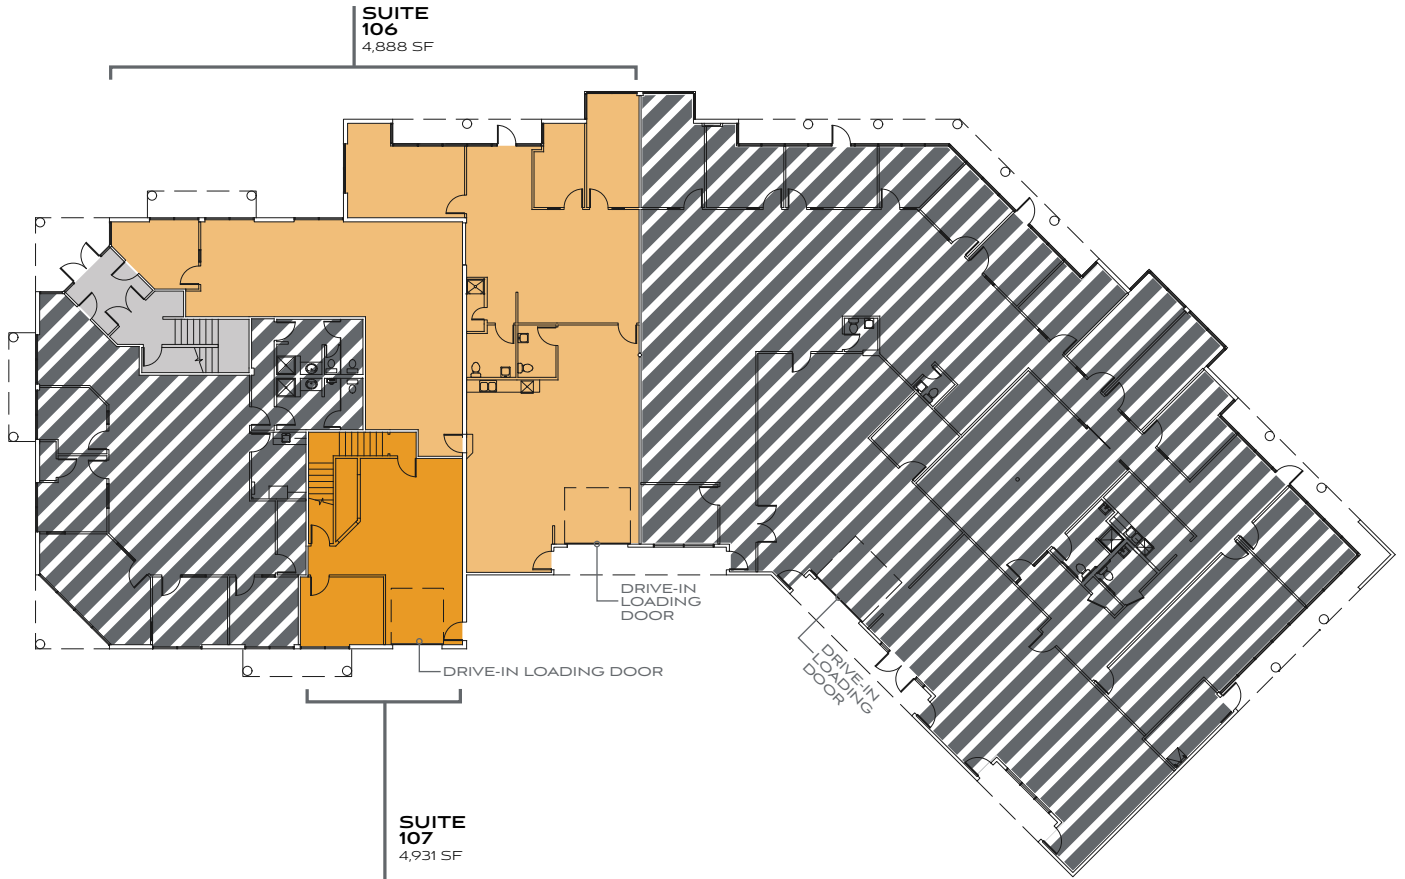 SUITE
106
4,888 SF
DRIVE-IN
LOADING
DOOR
DRIVE-IN LOADING DOOR
DRIVE-IN
LOADING
DOOR
SUITE
107
4,931 SF